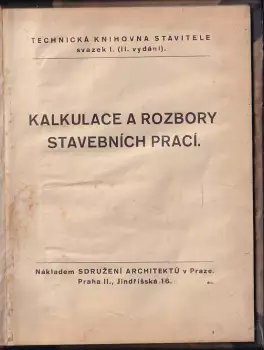 TECHNICKÁ KNIHOVNA STAVITELE
svazek I. (II. vydání).
KALKULACE A ROZBORY
STAVEBNÍCH PRACÍ.
Nákladem SDRUŽENÍ ARCHITEKTŮ v Praze.
Praha II., Jindřišská 16.